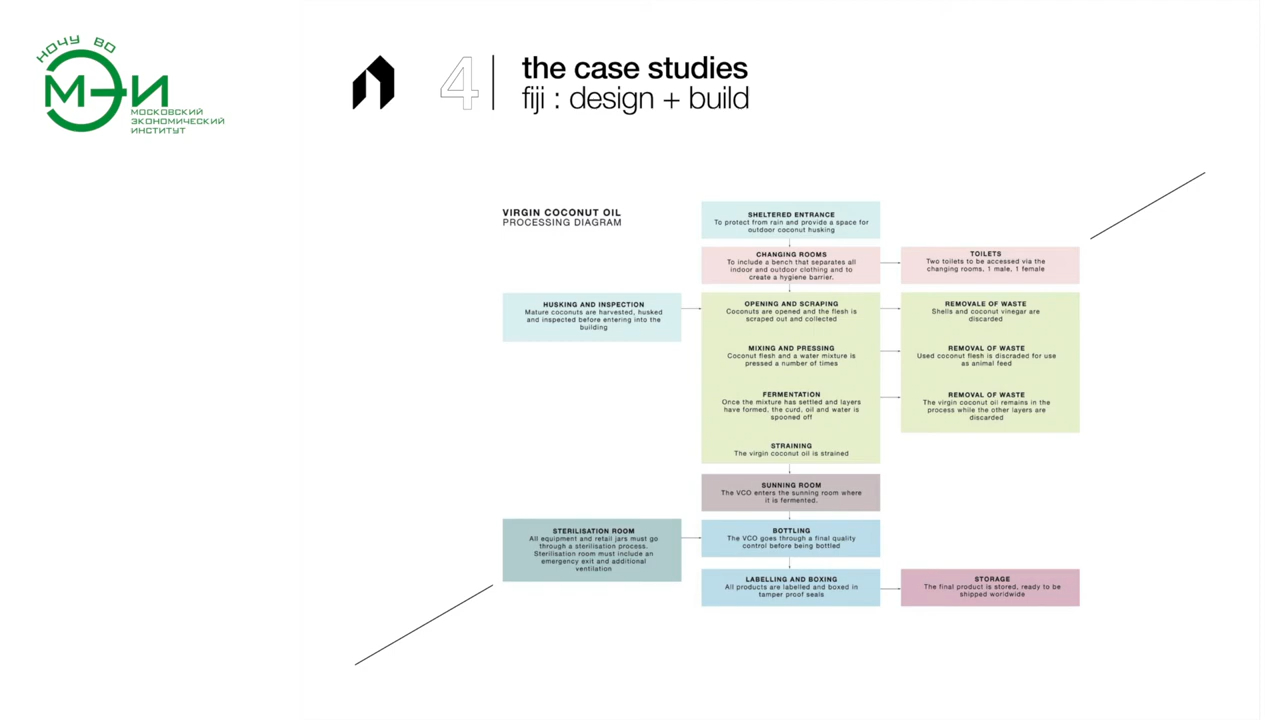 НОЧУ ВО
МЭИ
МОСКОВСКИЙ
ЭКОНОМИЧЕСКИЙ
ИНСТИТУТ
4
the case studies
fiji : design + build
VIRGIN COCONUT OIL
PROCESSING DIAGRAM
SHELTERED ENTRANCE
To protect from rain and provide a space for
outdoor coconut husking
CHANGING ROOMS
To include a bench that separates all
indoor and outdoor clothing and to
create a hygiene barrier.
TOILETS
Two toilets to be accessed via the
changing rooms, 1 male, 1 female
HUSKING AND INSPECTION
Mature coconuts are harvested, husked
and inspected before entering into the
building
OPENING AND SCRAPING
Coconuts are opened and the flesh is
scraped out and collected
REMOVALE OF WASTE
Shells and coconut vinegar are
discarded
MIXING AND PRESSING
Coconut flesh and a water mixture is
pressed a number of times
REMOVAL OF WASTE
Used coconut flesh is discraded for use
as animal feed
FERMENTATION
Once the mixture has settled and layers
have formed, the curd, oil and water is
spooned off
REMOVAL OF WASTE
The virgin coconut oil remains in the
process while the other layers are
discarded
STRAINING
The virgin coconut oil is strained
SUNNING ROOM
The VCO enters the sunning room where
it is fermented.
STERILISATION ROOM
All equipment and retail jars must go
through a sterilisation process.
Sterilisation room must include an
emergency exit and additional
ventilation
BOTTLING
The VCO goes through a final quality
control before being bottled
LABELLING AND BOXING
All products are labelled and boxed in
tamper proof seals
STORAGE
The final product is stored, ready to be
shipped worldwide